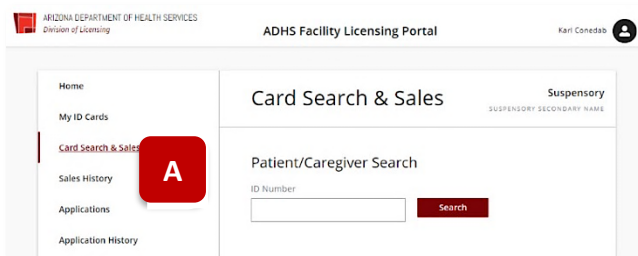 ARIZONA DEPARTMENT OF HEALTH SERVICES
Division of Licensing
ADHS Facility Licensing Portal
Karl Conedab
Home
My ID Cards
Card Search & Sales
Sales History
Applications
Application History
A
Card Search & Sales
Suspensory
SUSPENSORY SECONDARY NAME
Patient/Caregiver Search
ID Number
Search